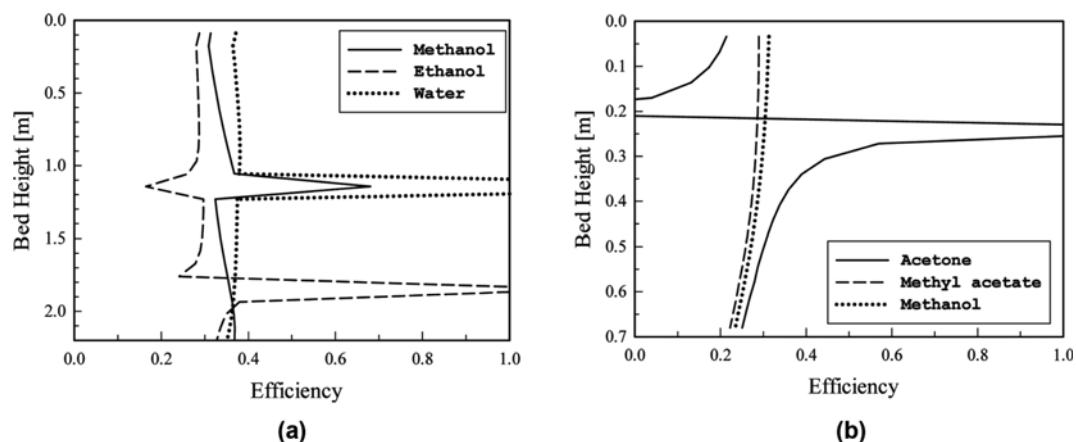 0.0
0.5
1.0
1.5
2.0
Bed Height [m]
Methanol
Ethanol
Water
0.0 0.2 0.4 0.6 0.8 1.0
Efficiency
(a)
0.0
0.1
0.2
0.3
0.4
0.5
0.6
0.7
Bed Height [m]
Acetone
Methyl acetate
Methanol
0.0 0.2 0.4 0.6 0.8 1.0
Efficiency
(b)